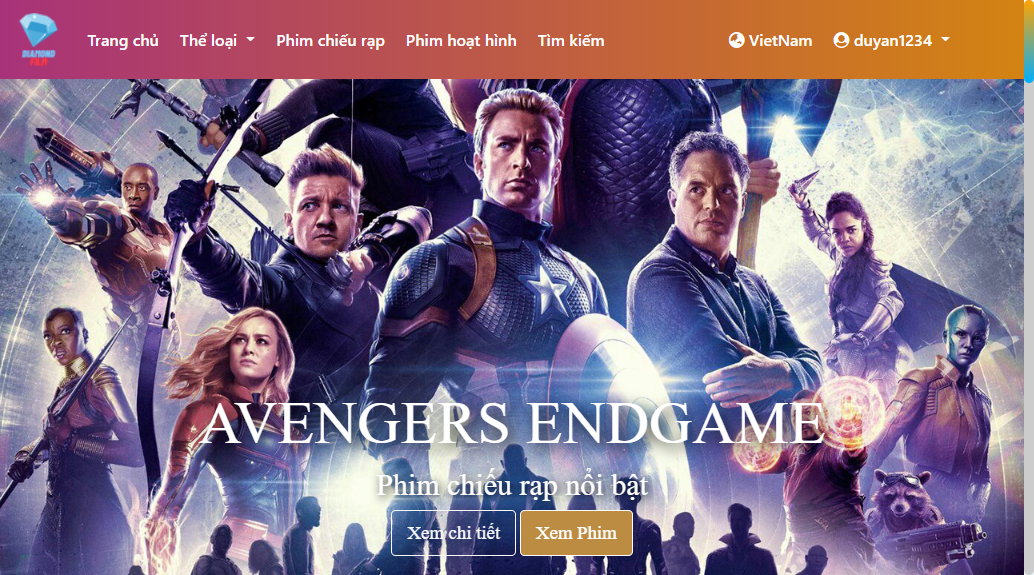 DIAMOND
FILM
Trang chủ Thể loại Phim chiếu rạp Phim hoạt hình Tìm kiếm VietNam duyan1234
AVENGERS ENDGAME
Phim chiếu rạp nổi bật
Xem chi tiết Xem Phim